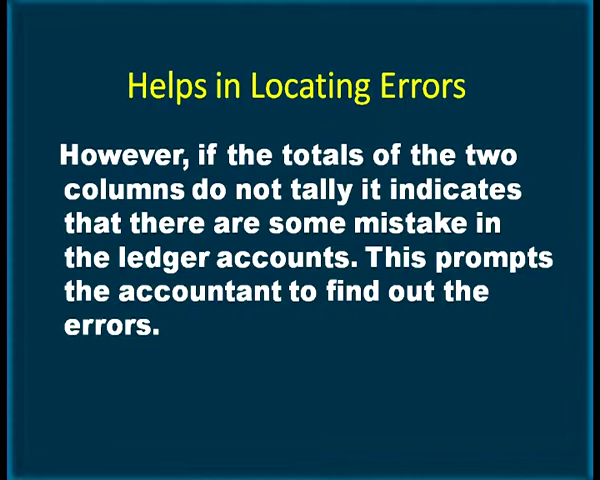 Helps in Locating Errors
However, if the totals of the two
columns do not tally it indicates
that there are some mistake in
the ledger accounts. This prompts
the accountant to find out the
errors.